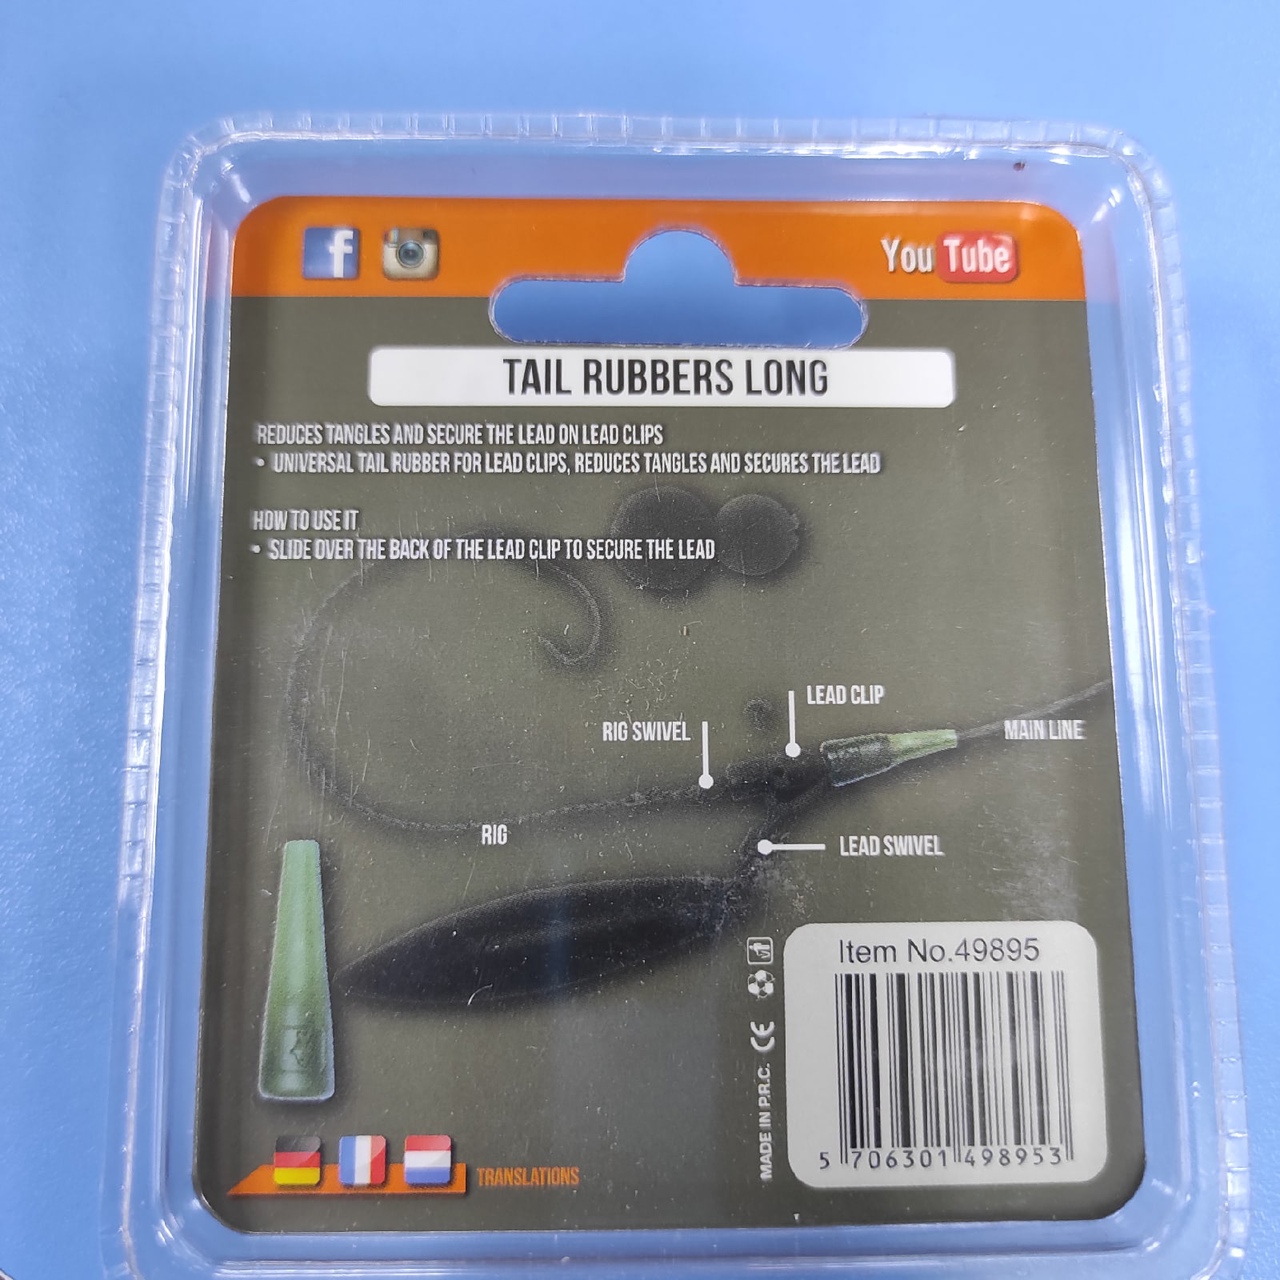 f
You Tube
TAIL RUBBERS LONG
REDUCES TANGLES AND SECURE THE LEAD ON LEAD CLIPS
• UNIVERSAL TAIL RUBBER FOR LEAD CLIPS, REDUCES TANGLES AND SECURES THE LEAD
HOW TO USE IT
• SLIDE OVER THE BACK OF THE LEAD CLIP TO SECURE THE LEAD
LEAD CLIP
RIG SWIVEL
MAIN LINE
RIG
LEAD SWIVEL
Item No.49895
5 706301 498953
MADE IN P.R.C. CE
TRANSLATIONS